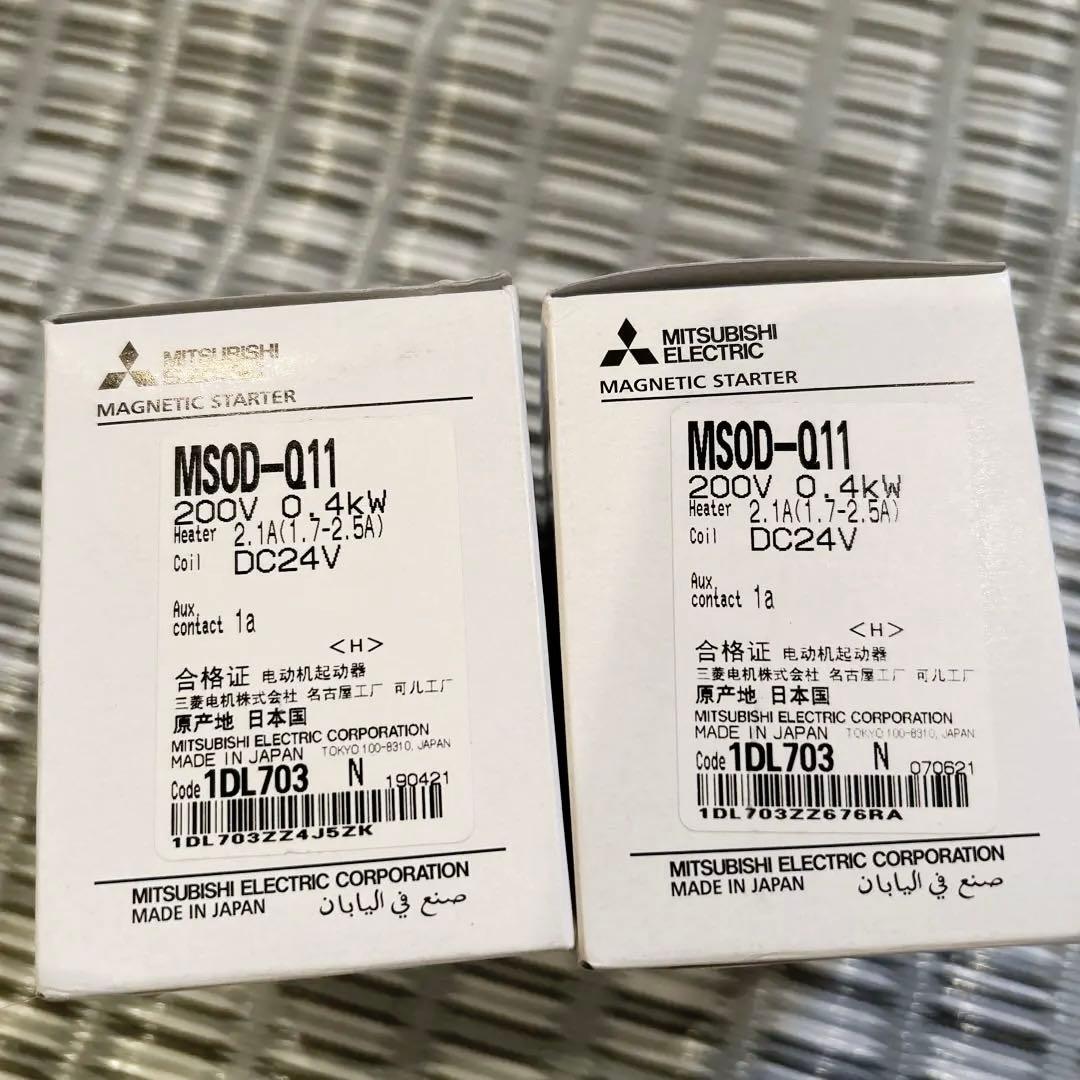 MITSUBISHI
ELECTRIC
MAGNETIC STARTER
MSOD-Q11
200V 0.4kW
Heater 2.1A(1.7-2.5A)
Coil DC24V
Aux.
contact 1a
<H>
合格证 电动机起动器
三菱电机株式会社 名古屋工厂 可儿工厂
原产地 日本国
MITSUBISHI ELECTRIC CORPORATION
MADE IN JAPAN TOKYO 100-8310, JAPAN
Code 1DL703 N 190421
1DL703ZZ4J5ZK
MITSUBISHI ELECTRIC CORPORATION
MADE IN JAPAN صنع في اليابان
MITSUBISHI
ELECTRIC
MAGNETIC STARTER
MSOD-Q11
200V 0.4kW
Heater 2.1A(1.7-2.5A)
Coil DC24V
Aux.
contact 1a
<H>
合格证 电动机起动器
三菱电机株式会社 名古屋工厂 可儿工厂
原产地 日本国
MITSUBISHI ELECTRIC CORPORATION
MADE IN JAPAN TOKYO 100-8310, JAPAN
Code 1DL703 N 070621
1DL703ZZ676RA
MITSUBISHI ELECTRIC CORPORATION
MADE IN JAPAN صنع في اليابان